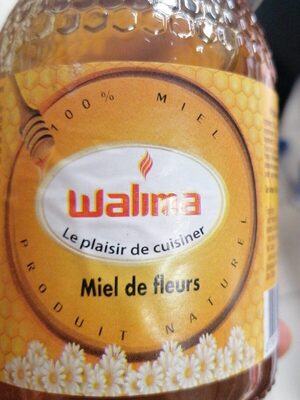 100% MIEL
Walima
Le plaisir de cuisiner
Miel de fleurs
PRODUIT NATUREL